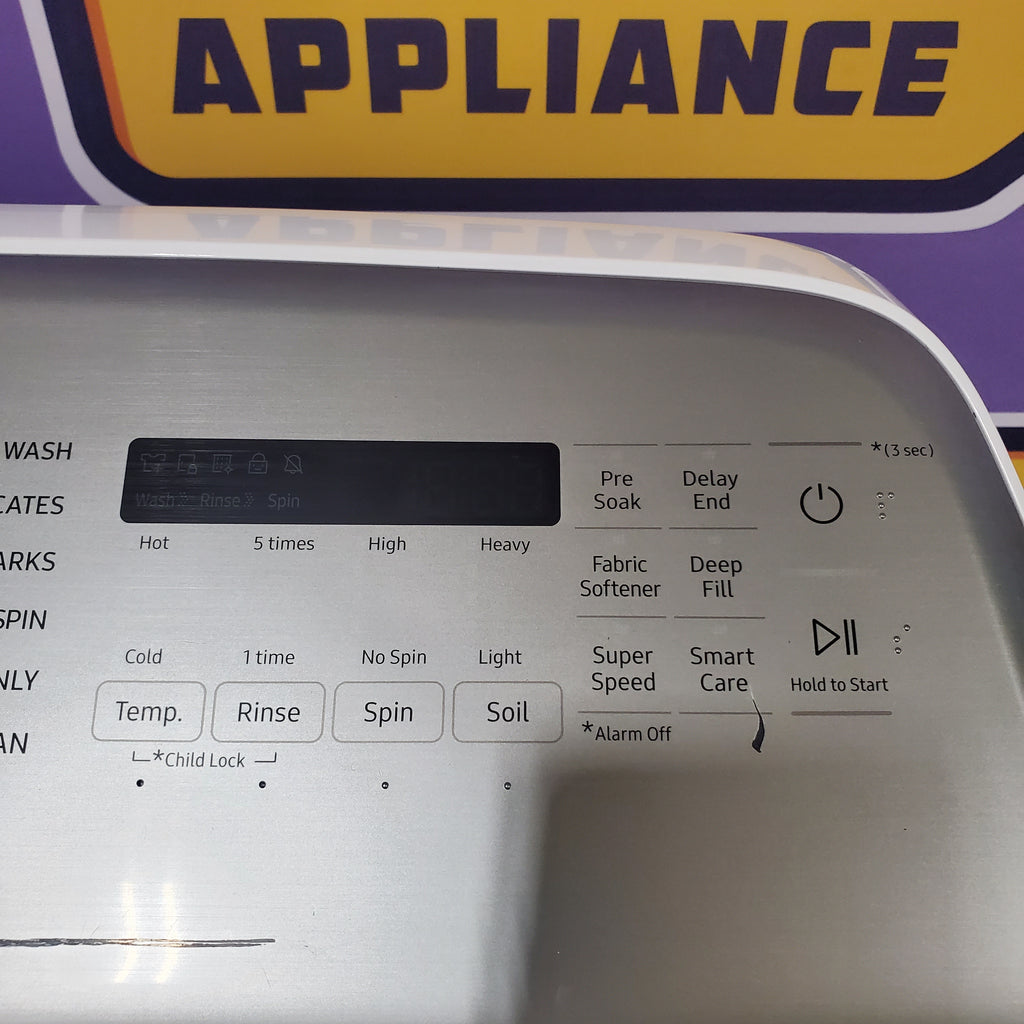 APPLIANCE
WASH
CATES
ARKS
SPIN
NLY
AN
Wash Rinse Spin
Hot 5 times High Heavy
Cold 1 time No Spin Light
Temp. Rinse Spin Soil
*Child Lock
Pre
Soak
Delay
End
Fabric
Softener
Deep
Fill
Super
Speed
Smart
Care
*Alarm Off
*(3 sec)
Hold to Start